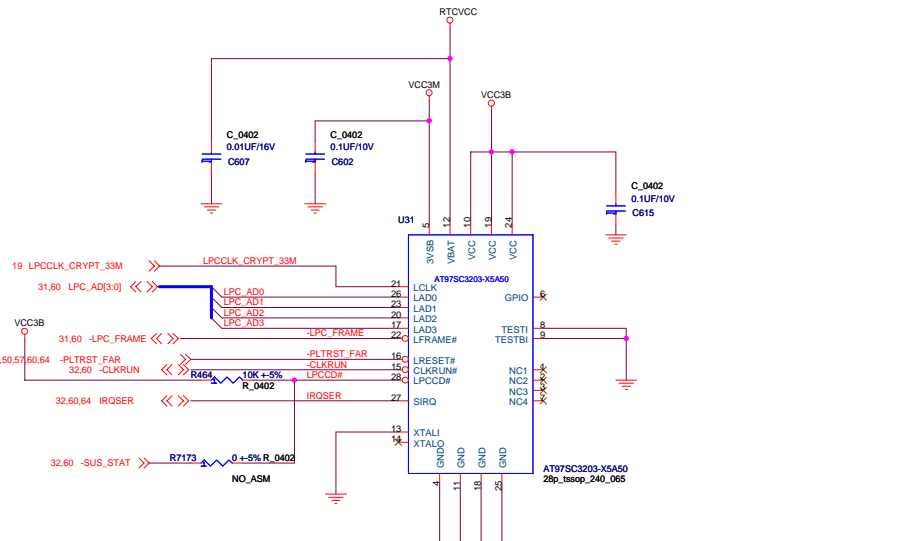 RTCVCC
VCC3M
VCC3B
C_0402
0.01UF/16V
C607
C_0402
0.1UF/10V
C602
C_0402
0.1UF/10V
C615
U31
5
12
10
19
24
3VSB
VBAT
VCC
VCC
VCC
AT97SC3203-X5A50
19 LPCCLK_CRYPT_33M
LPCCLK_CRYPT_33M
21 LCLK
31,60 LPC_AD[3:0]
LPC_AD0
26 LAD0
LPC_AD1
23 LAD1
LPC_AD2
20 LAD2
LPC_AD3
17 LAD3
GPIO 6
VCC3B
31,60 -LPC_FRAME
-LPC_FRAME
22 LFRAME#
TESTI 8
TESTBI 9
,50,57,60,64 -PLTRST_FAR
-PLTRST_FAR
16 LRESET#
32,60 -CLKRUN
-CLKRUN
15 CLKRUN#
R464
10K +-5%
R_0402
LPCCD#
28 LPCCD#
NC1
NC2
NC3
NC4
32,60,64 IRQSER
IRQSER
27 SIRQ
13 XTALI
14 XTALO
32,60 -SUS_STAT
R7173
0 +-5% R_0402
NO_ASM
GND
GND
GND
GND
4
11
18
25
AT97SC3203-X5A50
28p_tssop_240_065